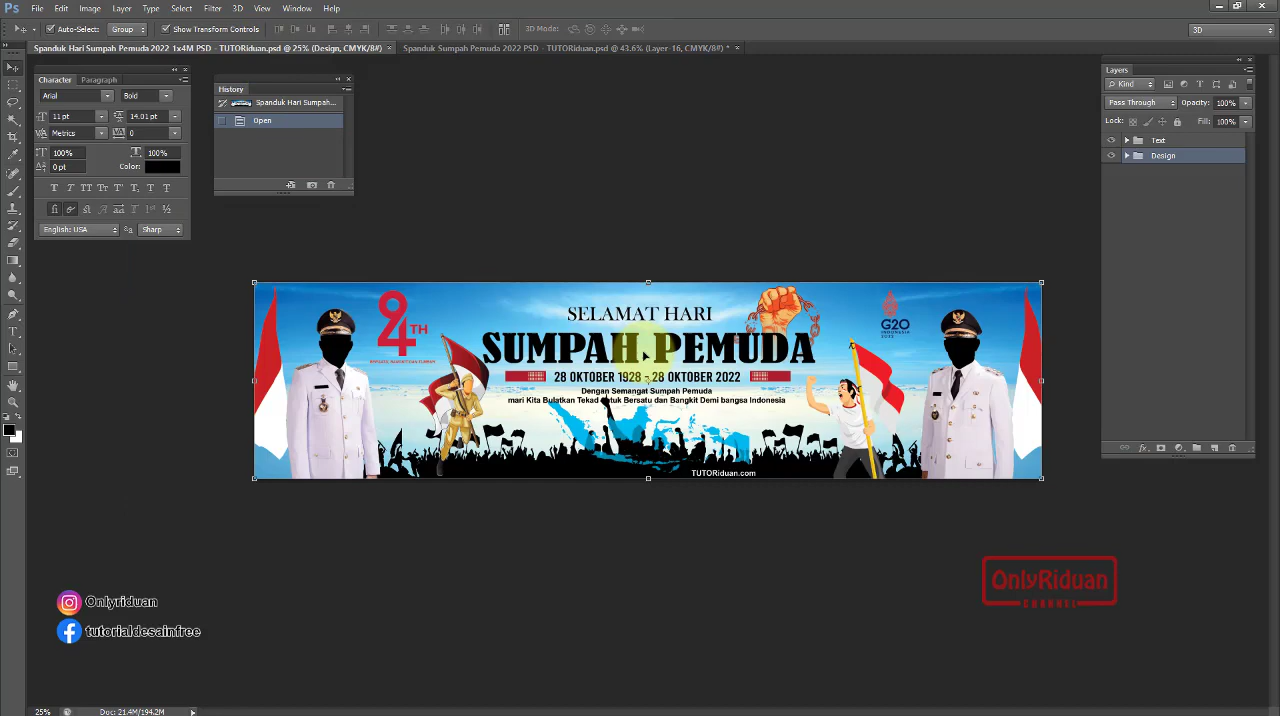 Ps File Edit Image Layer Type Select Filter 3D View Window Help
Auto-Select: Group Show Transform Controls 3D Mode: 3D
Spanduk Hari Sumpah Pemuda 2022 1x4M PSD - TUTORiduan.psd @ 25% (Design, CMYK/8#) × Spanduk Sumpah Pemuda 2022 PSD - TUTORiduan.psd @ 43.6% (Layer-16, CMYK/8#) * ×
Character Paragraph
Arial Bold
11 pt 14.01 pt
Metrics 0
100% 100%
0 pt Color:
English: USA Sharp
History
Spanduk Hari Sumpah...
Open
Layers
Kind
Pass Through Opacity: 100%
Lock: Fill: 100%
Text
Design
94TH
SELAMAT HARI
SUMPAH PEMUDA
28 OKTOBER 1928 - 28 OKTOBER 2022
Dengan Semangat Sumpah Pemuda
mari Kita Bulatkan Tekad Untuk Bersatu dan Bangkit Demi bangsa Indonesia
TUTORiduan.com
G20
INDONESIA
2022
OnlyRiduan
CHANNEL
Onlyriduan
tutorialdesainfree
25% Doc: 21.4M/194.2M